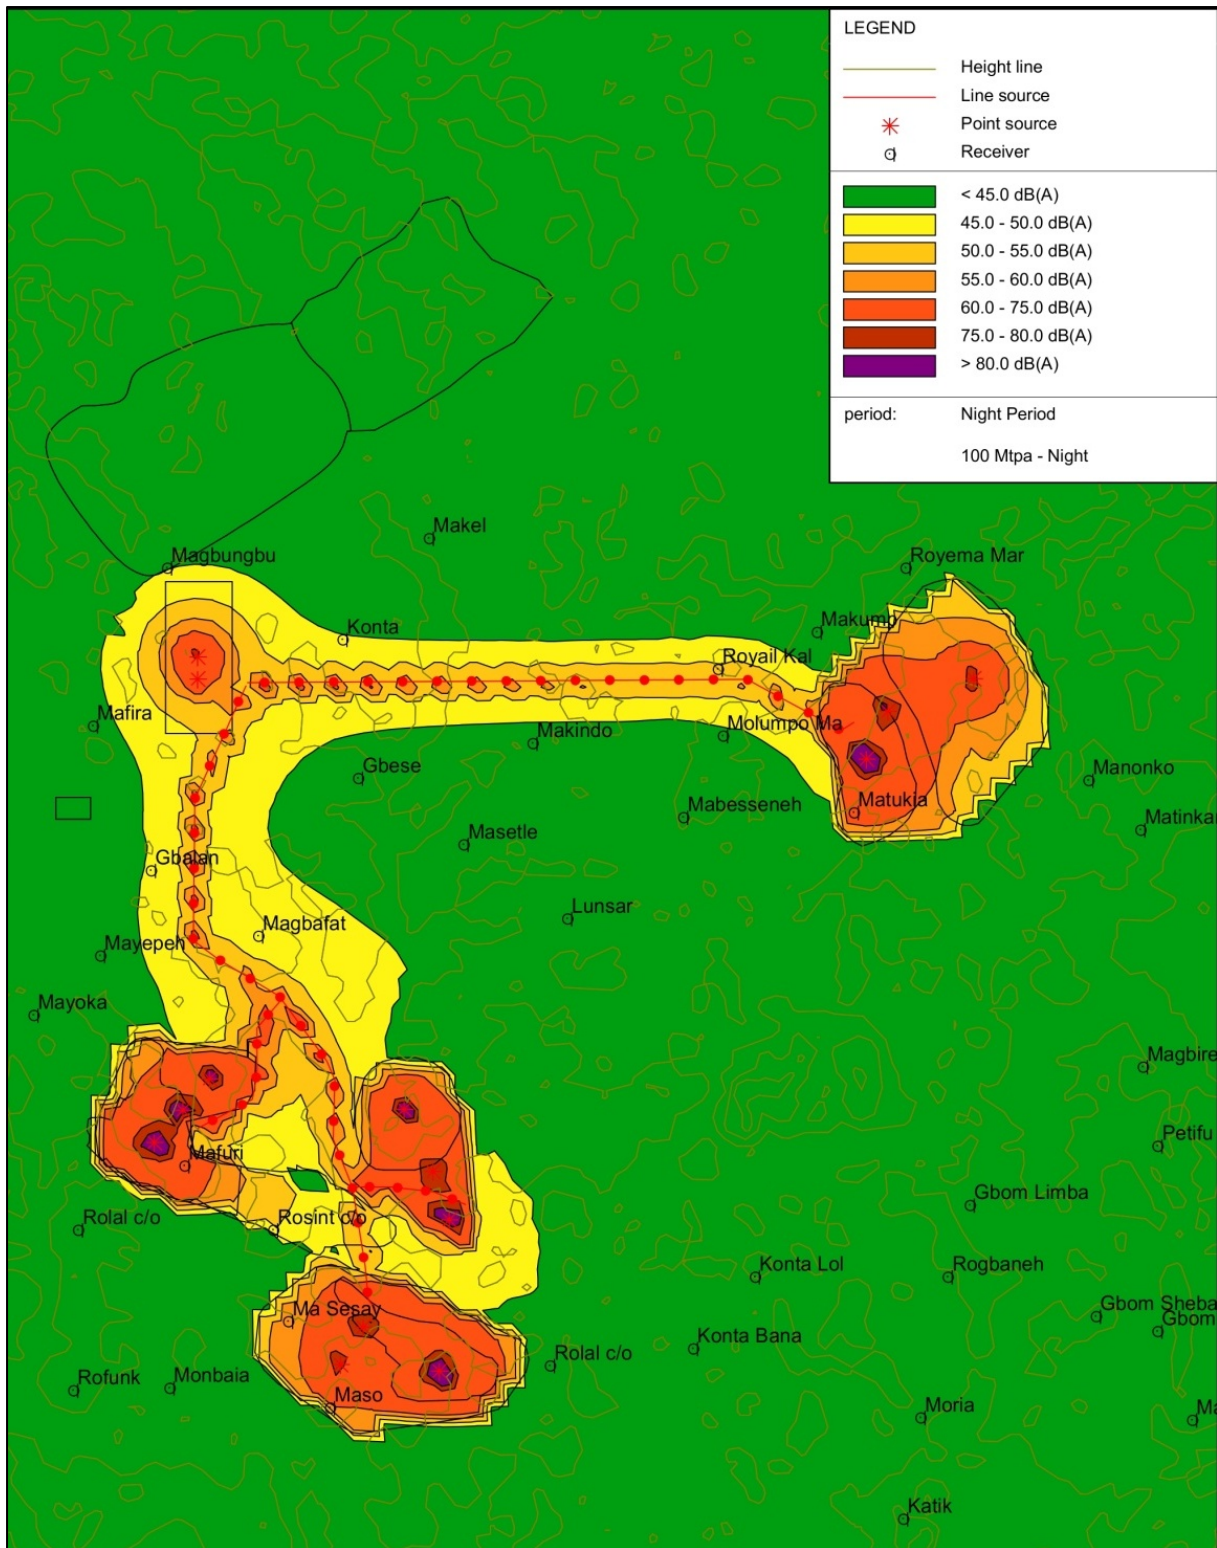 LEGEND
Height line
Line source
Point source
Receiver
< 45.0 dB(A)
45.0 - 50.0 dB(A)
50.0 - 55.0 dB(A)
55.0 - 60.0 dB(A)
60.0 - 75.0 dB(A)
75.0 - 80.0 dB(A)
> 80.0 dB(A)
period: Night Period
100 Mtpa - Night
Makel
Magbungbu
Royema Mar
Konta
Makump
Royail Kal
Mafira
Makindo
Molumpo Ma
Gbese
Manonko
Mabesseneh
Matukia
Matinkar
Masetle
Gbalan
Lunsar
Magbafat
Mayepeh
Mayoka
Magbire
Petifu
Mafuri
Gbom Limba
Rolal c/o
Rosint c/o
Konta Lol
Rogbaneh
Ma Sesay
Gbom Sheba
Gbom
Konta Bana
Rolal c/o
Rofunk
Monbaia
Maso
Moria
Ma
Katik